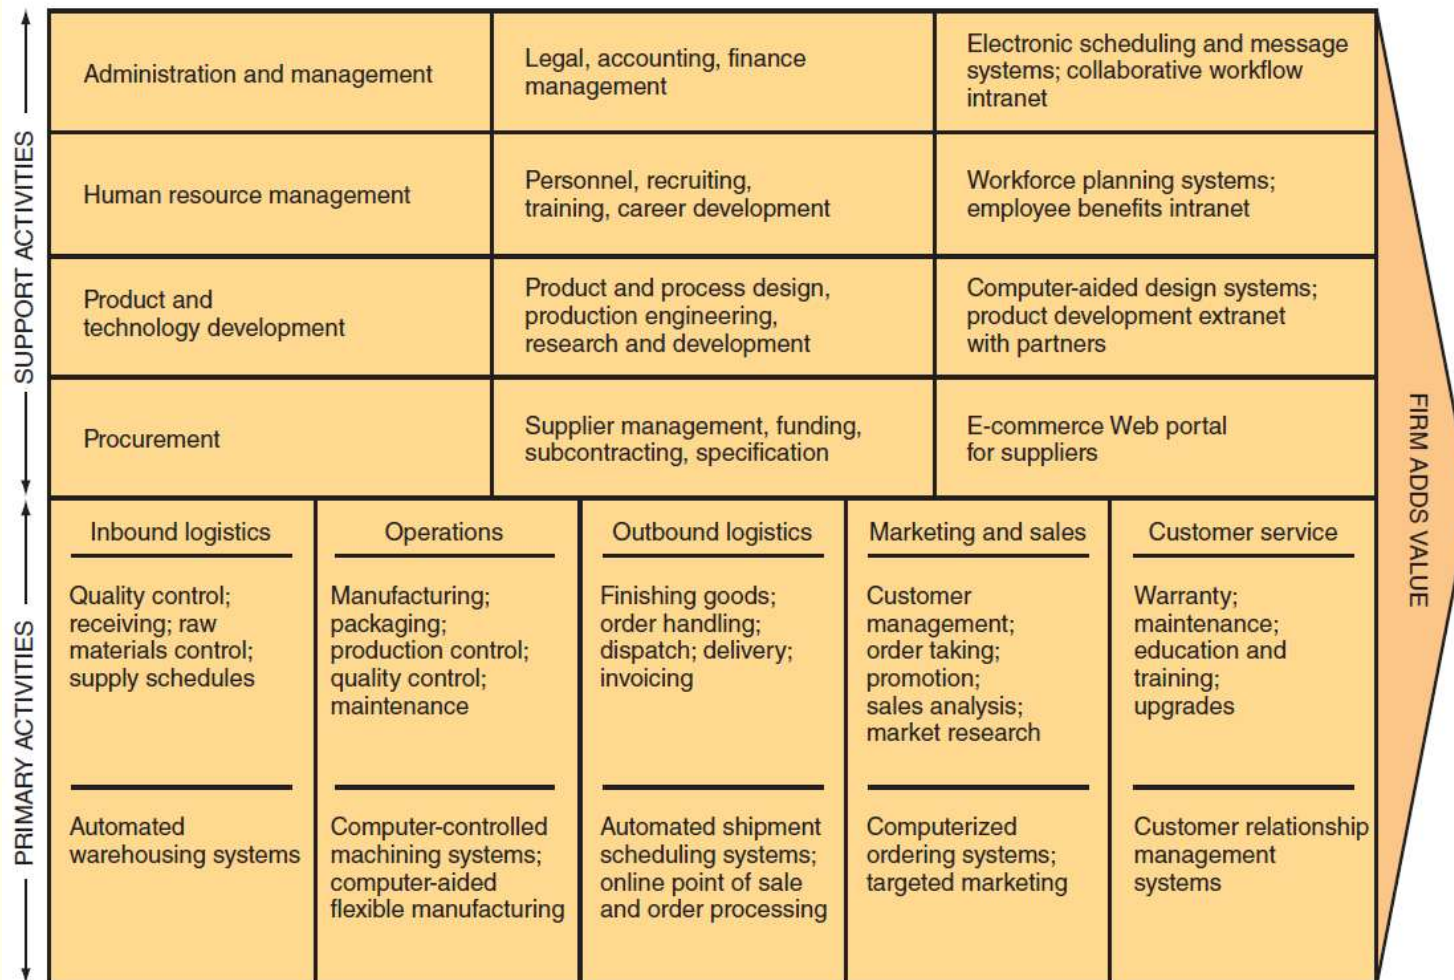 SUPPORT ACTIVITIES
Administration and management
Legal, accounting, finance
management
Electronic scheduling and message
systems; collaborative workflow
intranet
Human resource management
Personnel, recruiting,
training, career development
Workforce planning systems;
employee benefits intranet
Product and
technology development
Product and process design,
production engineering,
research and development
Computer-aided design systems;
product development extranet
with partners
Procurement
Supplier management, funding,
subcontracting, specification
E-commerce Web portal
for suppliers
PRIMARY ACTIVITIES
Inbound logistics
Quality control;
receiving; raw
materials control;
supply schedules
Automated
warehousing systems
Operations
Manufacturing;
packaging;
production control;
quality control;
maintenance
Computer-controlled
machining systems;
computer-aided
flexible manufacturing
Outbound logistics
Finishing goods;
order handling;
dispatch; delivery;
invoicing
Automated shipment
scheduling systems;
online point of sale
and order processing
Marketing and sales
Customer
management;
order taking;
promotion;
sales analysis;
market research
Computerized
ordering systems;
targeted marketing
Customer service
Warranty;
maintenance;
education and
training;
upgrades
Customer relationship
management
systems
FIRM ADDS VALUE